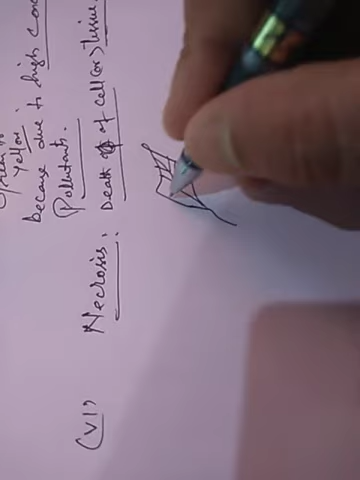 Yellow
because due to high conc
Pollutants.
(VI) Necrosis: Death of cell (or) tissue